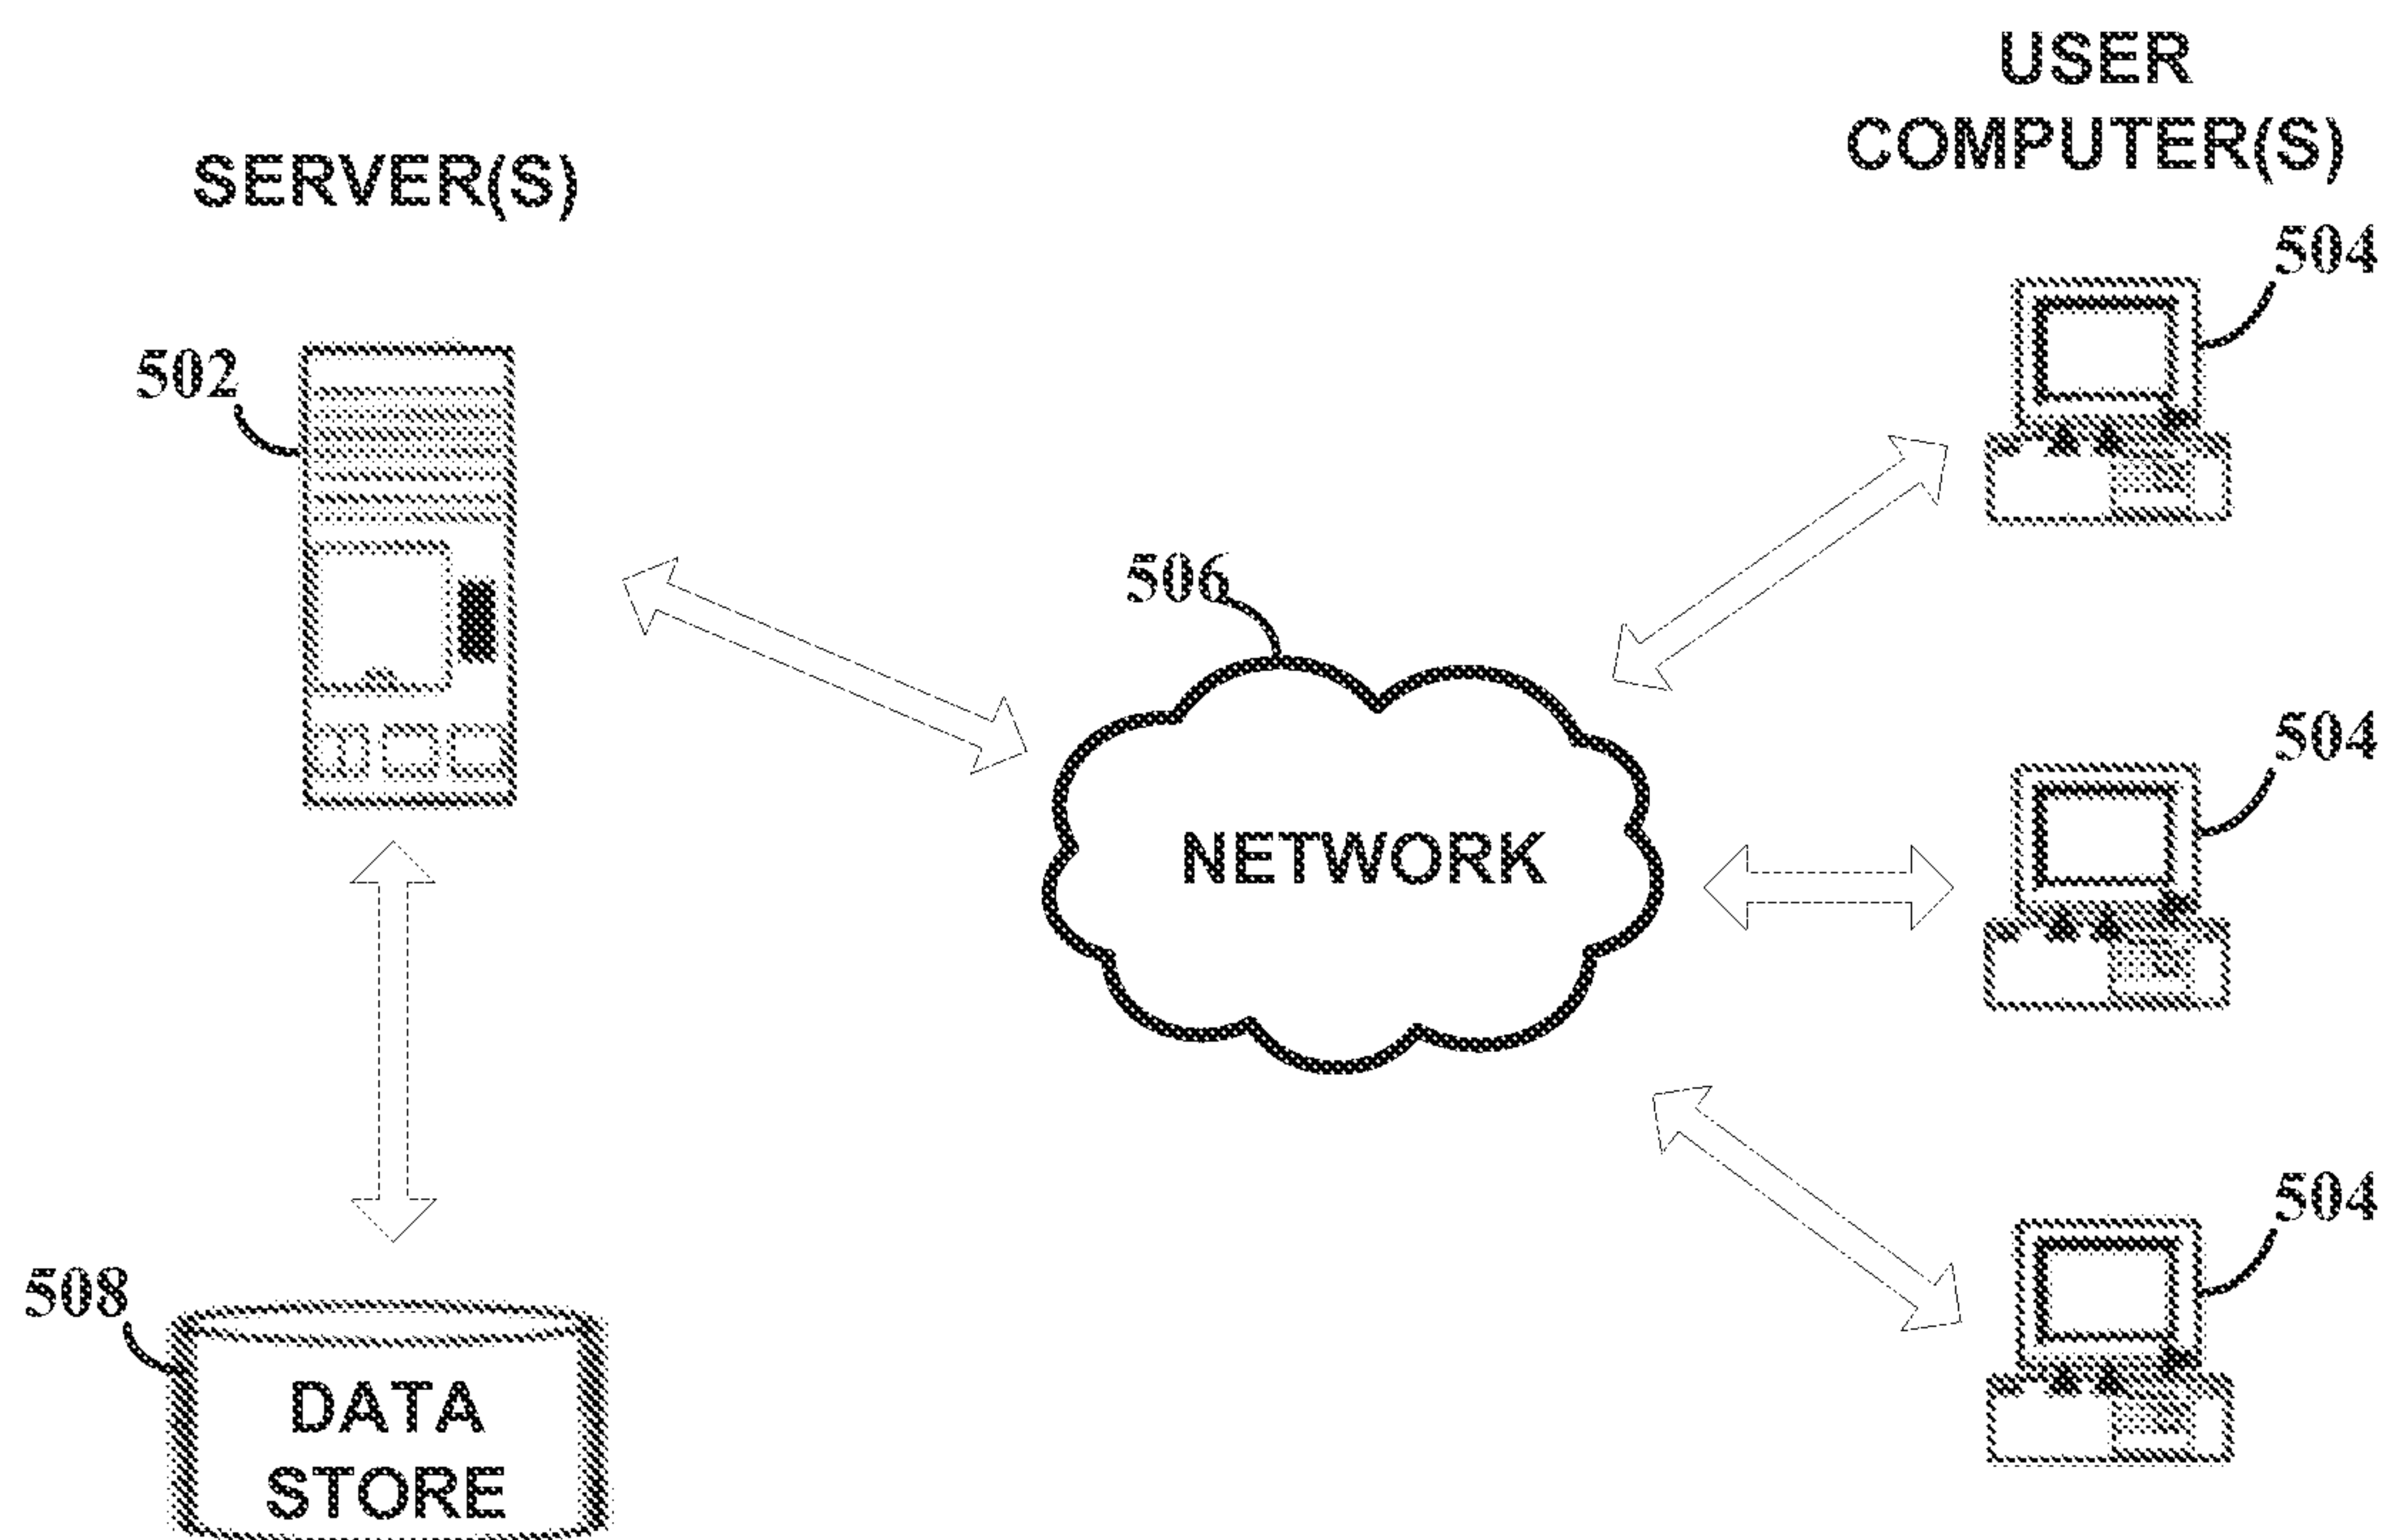 USER
COMPUTER(S)
SERVER(S)
504
502
506
504
NETWORK
504
508
DATA
STORE